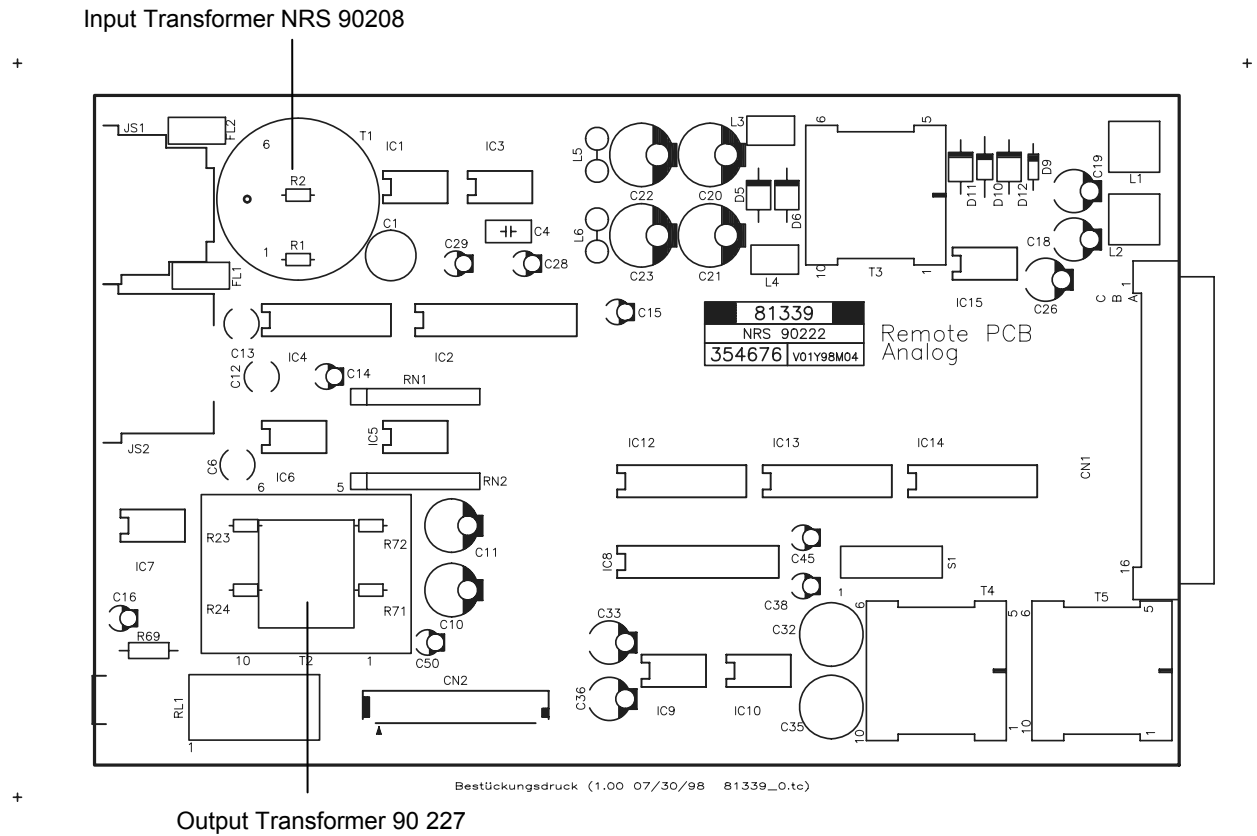 Input Transformer NRS 90208
+ +
JS1 FL2 T1 6 R2 1 R1 FL1
IC1 IC3
C1 C29 C4 C28
L5 C22 C20 L3
L6 C23 C21 L4
D5 D6
6 5 10 T3 1
D11 D10 D12 D9
C19 L1
C18 L2
IC15 C26
C B A 1
C15
81339
NRS 90222
354676 V01Y98M04
Remote PCB
Analog
C13 IC4 IC2
C12 C14 RN1
JS2 IC5
C6 IC6 RN2
6 5
IC12 IC13 IC14 CN1
R23 R72 C11
IC7
R24 R71 C10
IC8 C45 S1 16
C16 C38 1
R69 10 T2 1 C50
C33 C32 6 T4 5 6 T5 5
RL1 1 CN2
C36 IC9 IC10 C35 10 1 10 1
Bestückungsdruck (1.00 07/30/98 81339_0.tc)
+
Output Transformer 90 227